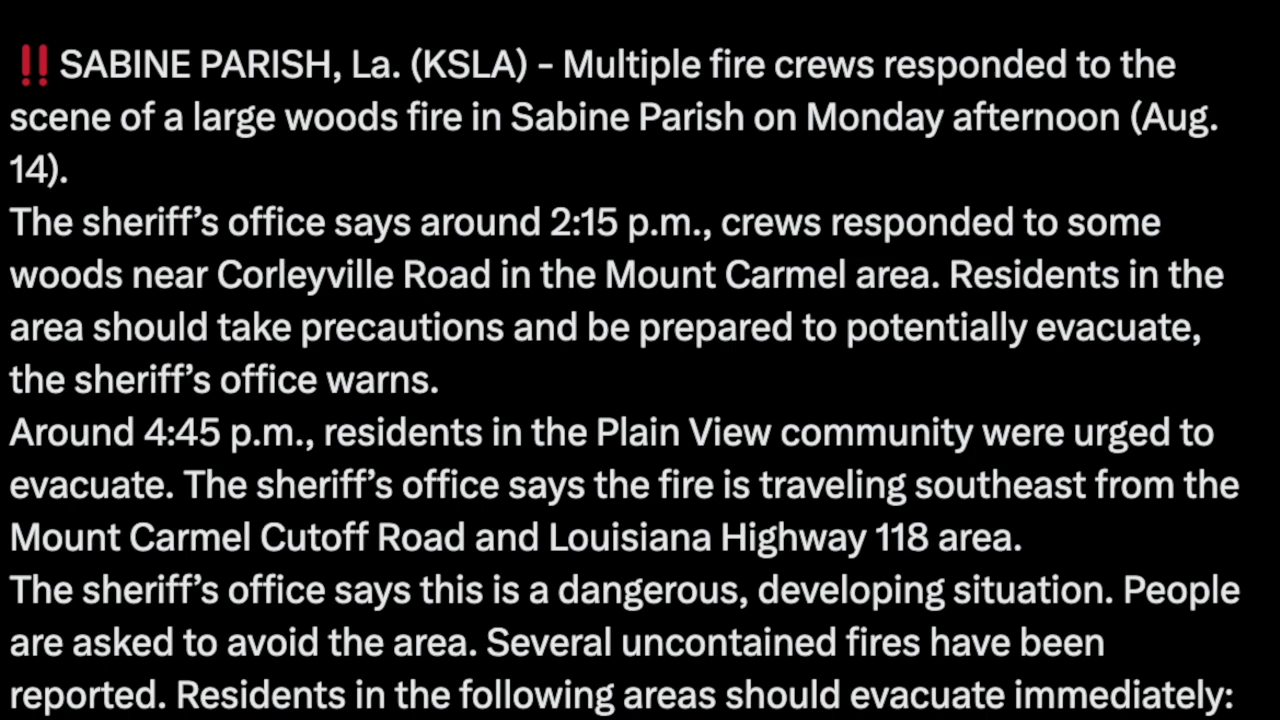 ‼️SABINE PARISH, La. (KSLA) - Multiple fire crews responded to the
scene of a large woods fire in Sabine Parish on Monday afternoon (Aug.
14).
The sheriff’s office says around 2:15 p.m., crews responded to some
woods near Corleyville Road in the Mount Carmel area. Residents in the
area should take precautions and be prepared to potentially evacuate,
the sheriff’s office warns.
Around 4:45 p.m., residents in the Plain View community were urged to
evacuate. The sheriff’s office says the fire is traveling southeast from the
Mount Carmel Cutoff Road and Louisiana Highway 118 area.
The sheriff’s office says this is a dangerous, developing situation. People
are asked to avoid the area. Several uncontained fires have been
reported. Residents in the following areas should evacuate immediately: